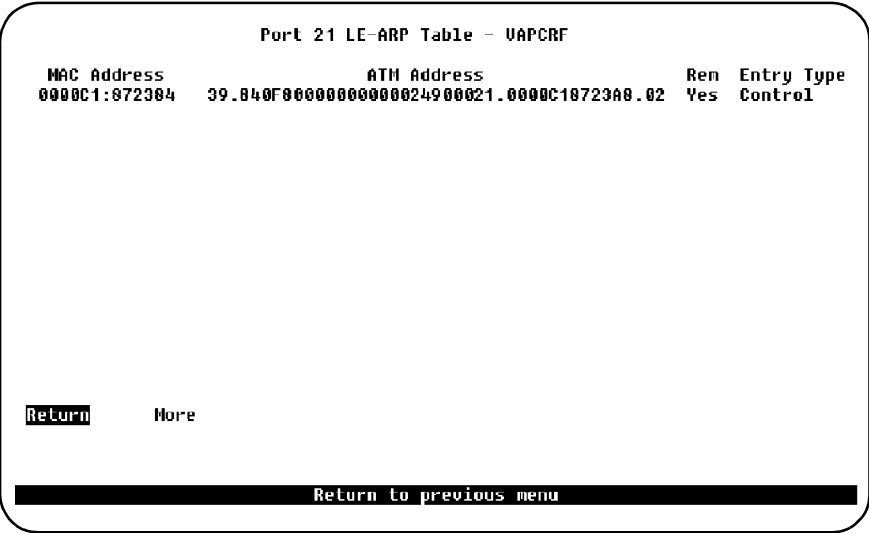 Port 21 LE-ARP Table - VAPCRF
MAC Address ATM Address Rem Entry Type
0000C1:872384 39.840F80000000000024900021.0000C18723A8.02 Yes Control
Return More
Return to previous menu